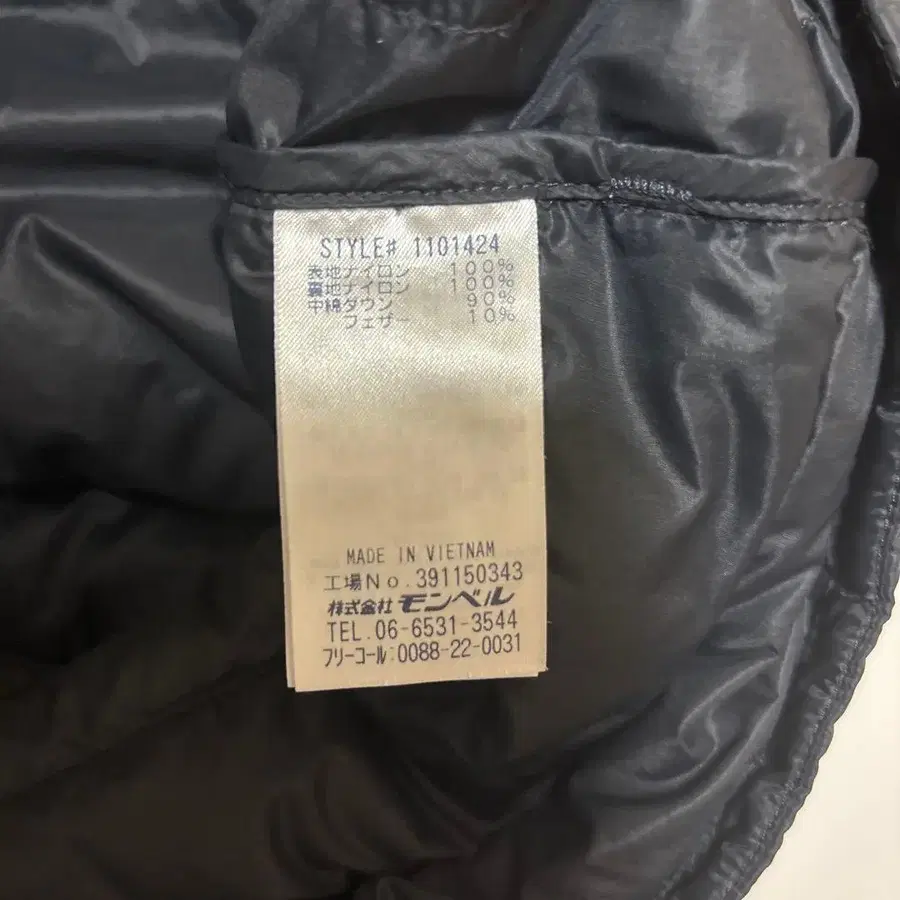 STYLE# 1101424
表地ナイロン 100%
裏地ナイロン 100%
中綿ダウン 90%
フェザー 10%
MADE IN VIETNAM
工場No.391150343
株式会社モンベル
TEL.06-6531-3544
フリーコール:0088-22-0031